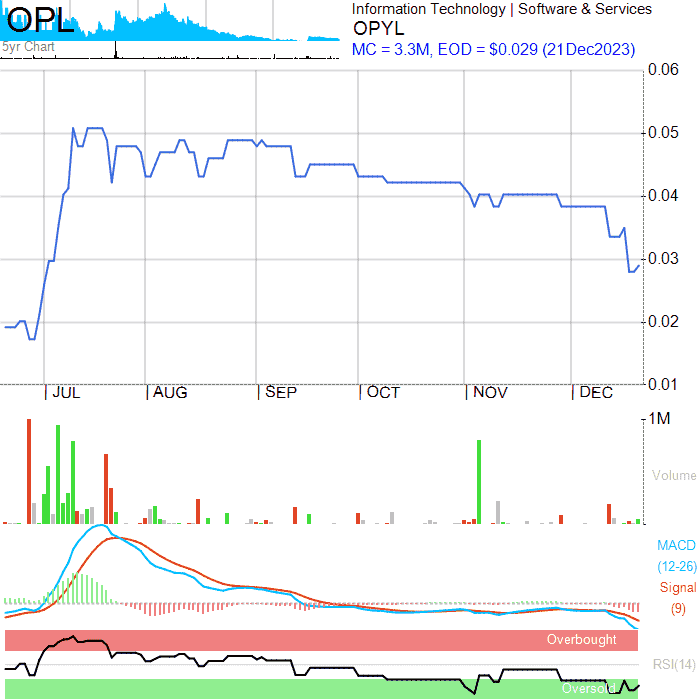 OPL
5yr Chart
Information Technology | Software & Services
OPYL
MC = 3.3M, EOD = $0.029 (21Dec2023)
0.06
0.05
0.04
0.03
0.02
0.01
| JUL | AUG | SEP | OCT | NOV | DEC
1M
Volume
MACD
(12-26)
Signal
(9)
Overbought
RSI(14)
Oversold